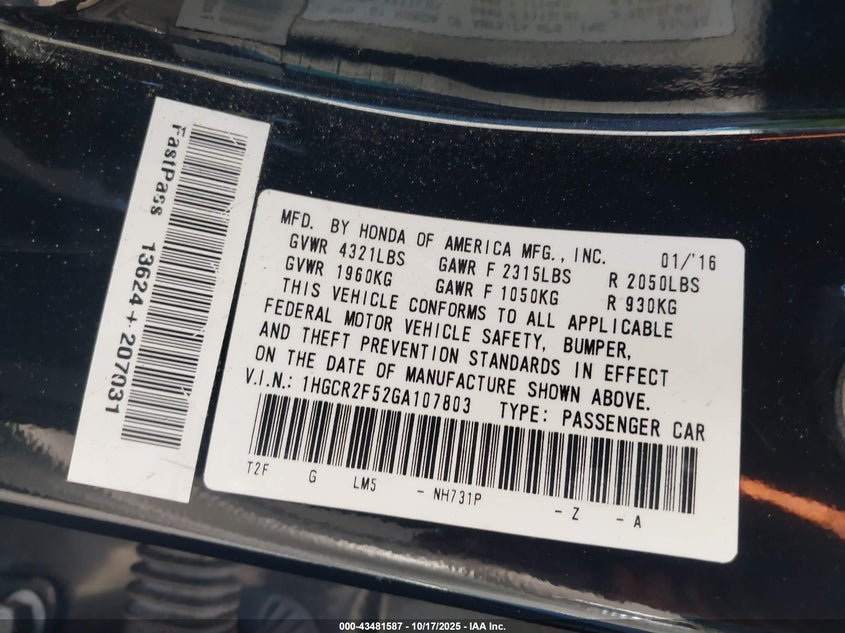 FastPass 13624+207031
MFD. BY HONDA OF AMERICA MFG., INC. 01/'16
GVWR 4321LBS GAWR F 2315LBS R 2050LBS
GVWR 1960KG GAWR F 1050KG R 930KG
THIS VEHICLE CONFORMS TO ALL APPLICABLE
FEDERAL MOTOR VEHICLE SAFETY, BUMPER,
AND THEFT PREVENTION STANDARDS IN EFFECT
ON THE DATE OF MANUFACTURE SHOWN ABOVE.
V.I.N.: 1HGCR2F52GA107803 TYPE: PASSENGER CAR
T2F G LM5 - NH731P - Z - A
000-43481587 - 10/17/2025 - IAA Inc.